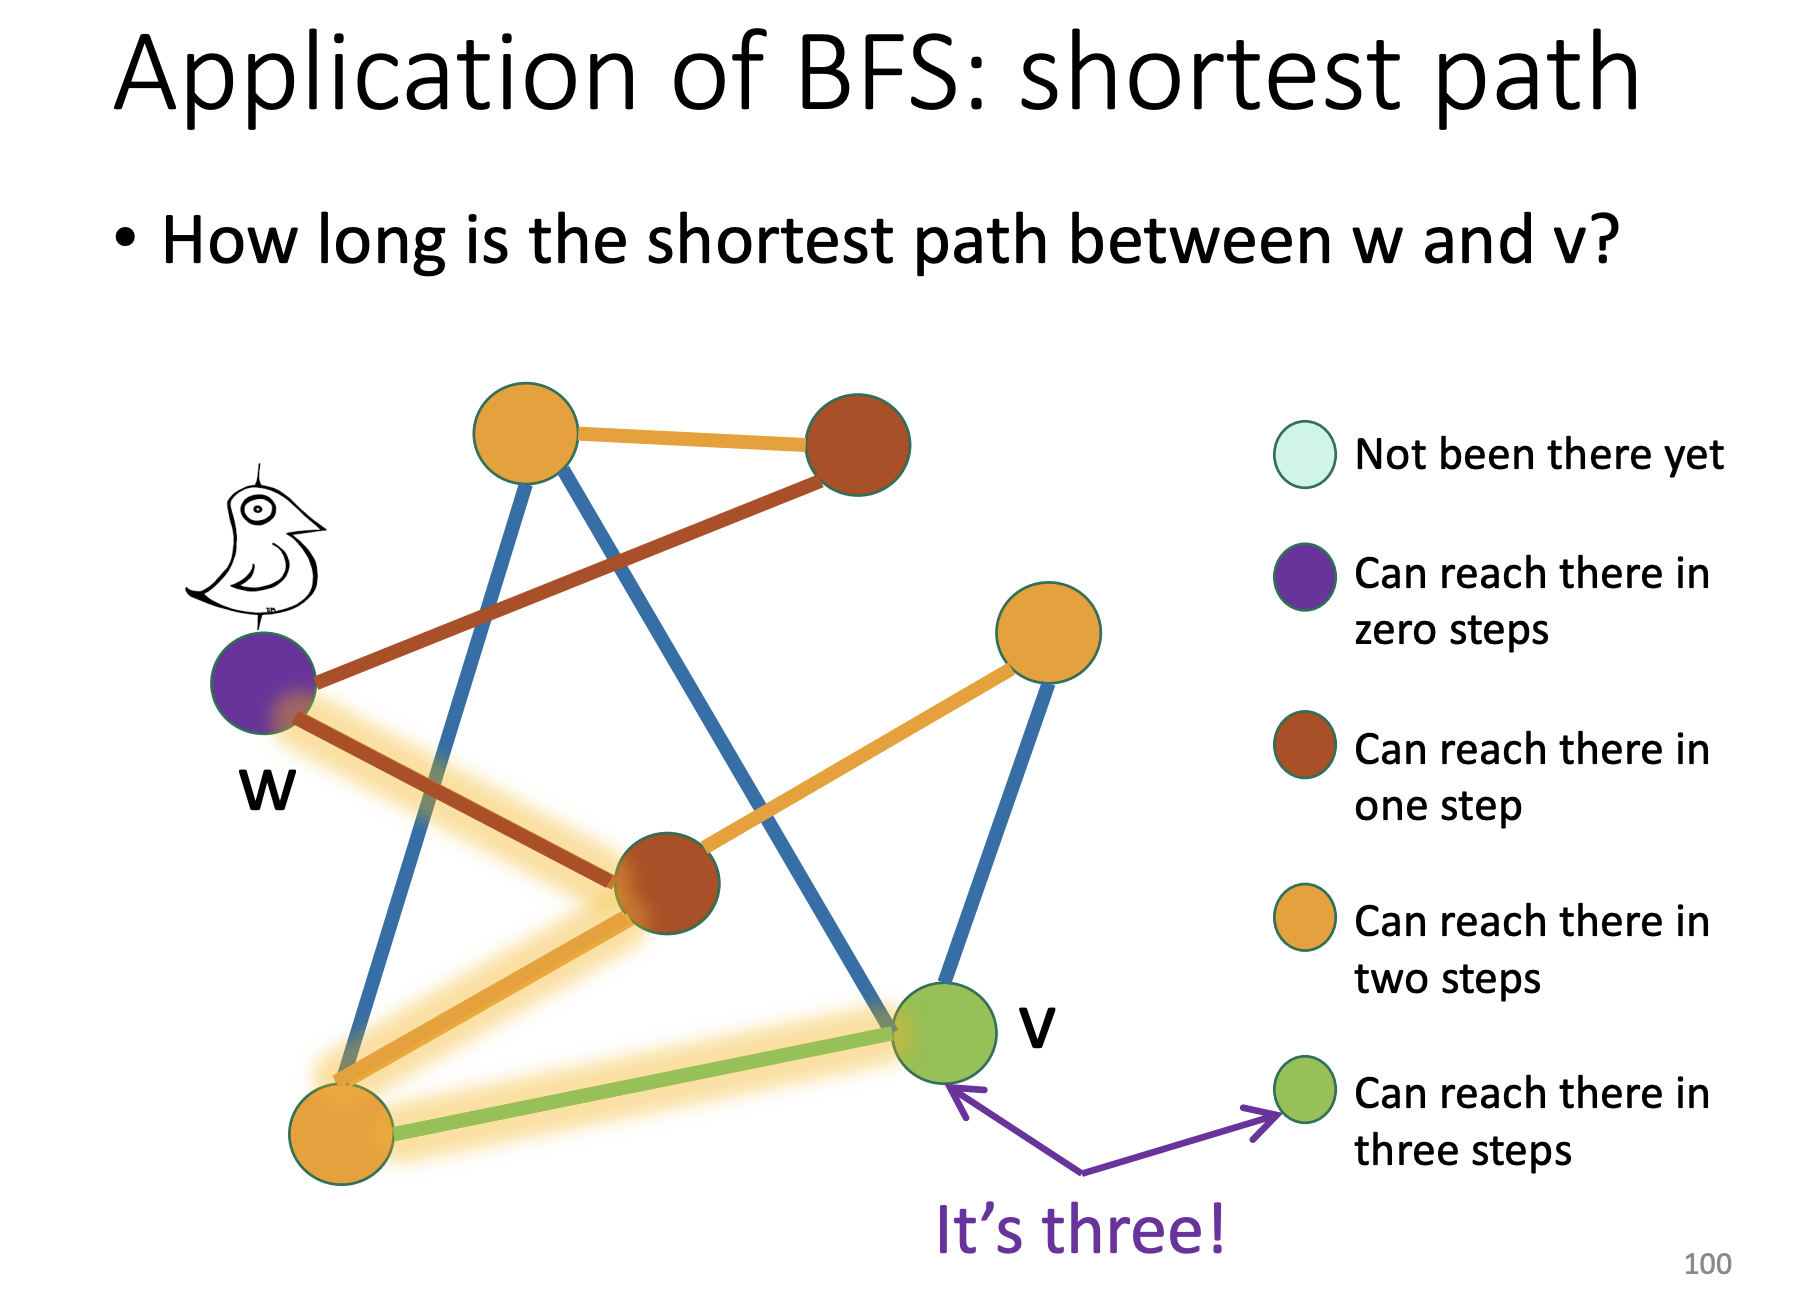 Application of BFS: shortest path
• How long is the shortest path between w and v?
Not been there yet
Can reach there in
zero steps
w
Can reach there in
one step
Can reach there in
two steps
v
Can reach there in
three steps
It’s three!
100